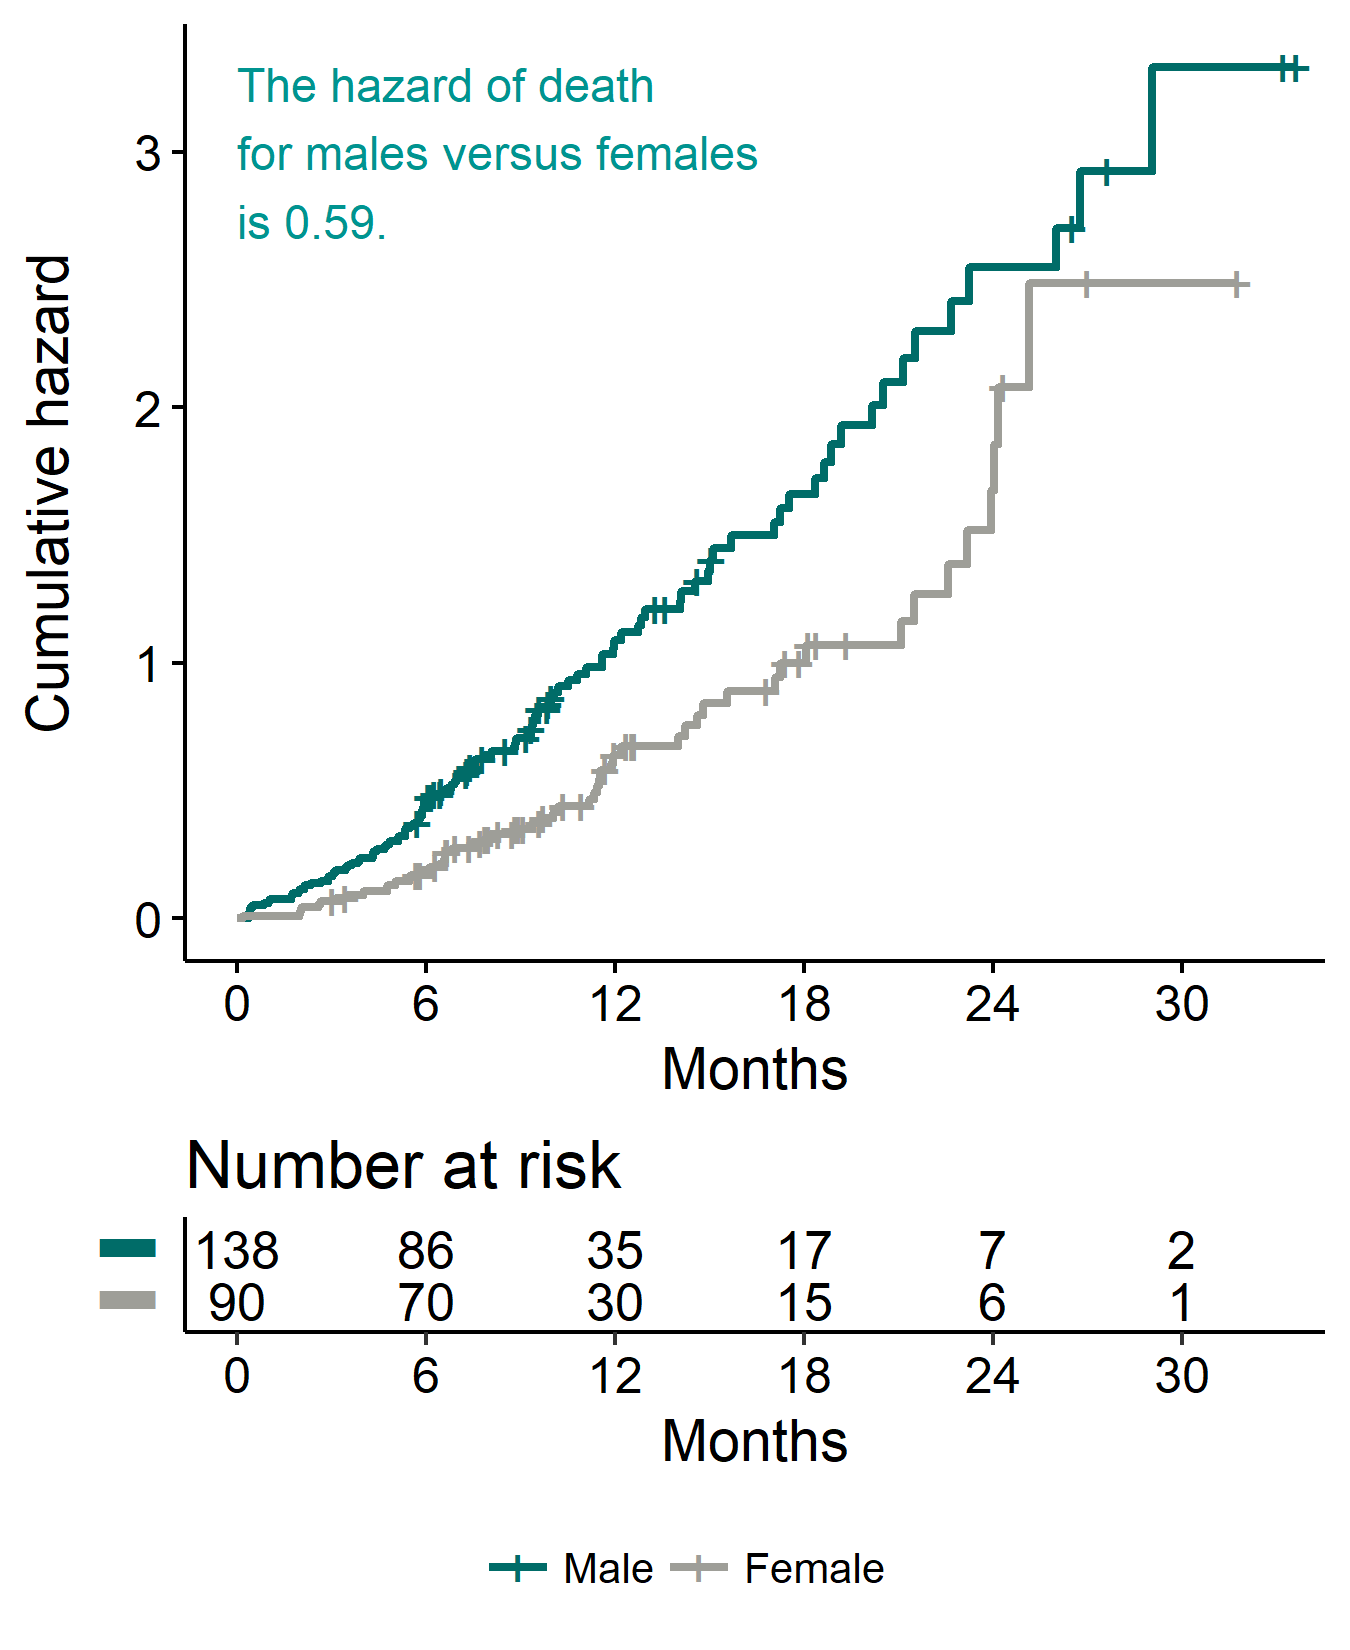 The hazard of death
for males versus females
is 0.59.
Cumulative hazard
3
2
1
0
0 6 12 18 24 30
Months
Number at risk
138 86 35 17 7 2
90 70 30 15 6 1
0 6 12 18 24 30
Months
Male Female